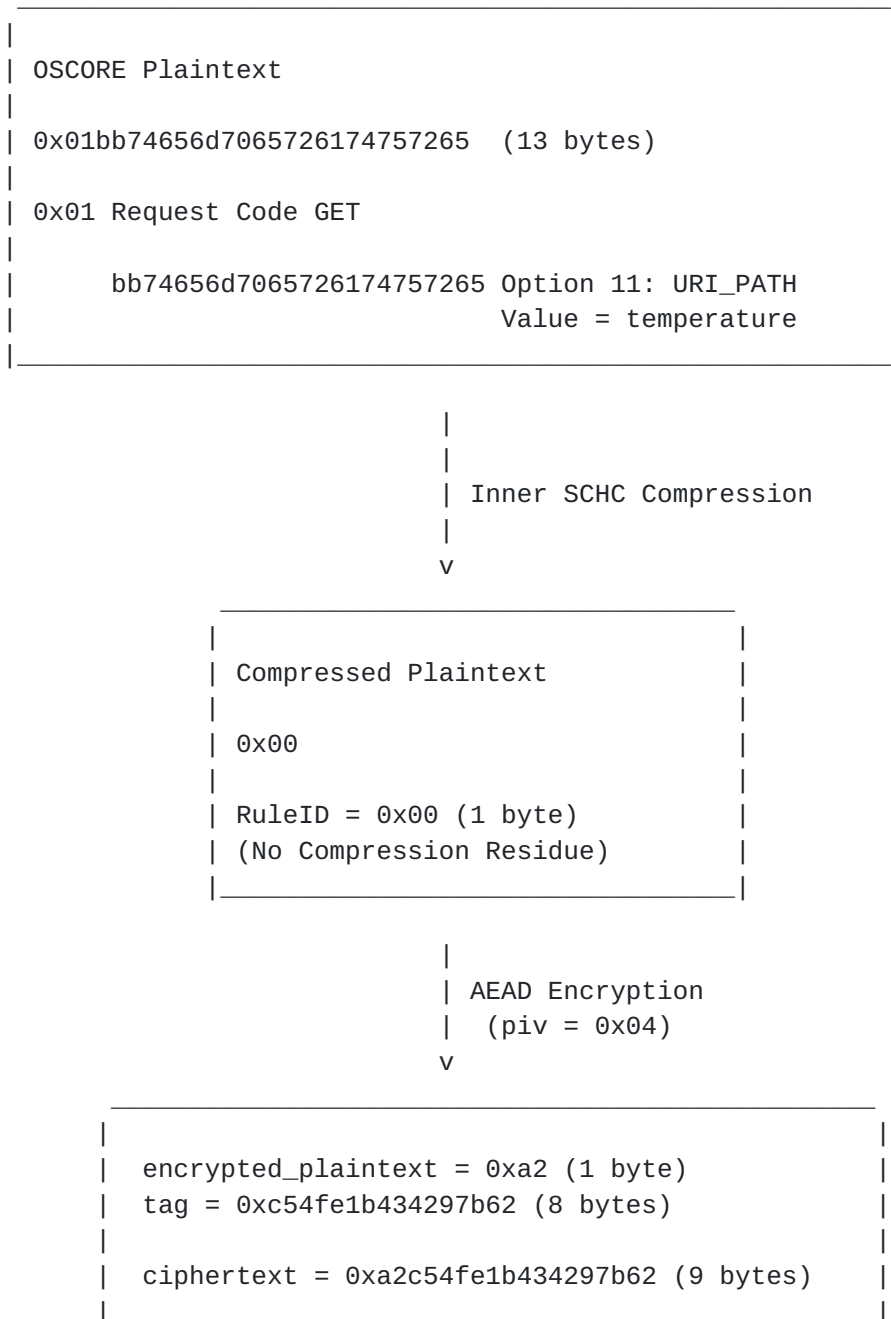 OSCORE Plaintext
0x01bb74656d7065726174757265  (13 bytes)
0x01 Request Code GET
bb74656d7065726174757265 Option 11: URI_PATH
Value = temperature
Inner SCHC Compression
v
Compressed Plaintext
0x00
RuleID = 0x00 (1 byte)
(No Compression Residue)
AEAD Encryption
(piv = 0x04)
v
encrypted_plaintext = 0xa2 (1 byte)
tag = 0xc54fe1b434297b62 (8 bytes)
ciphertext = 0xa2c54fe1b434297b62 (9 bytes)